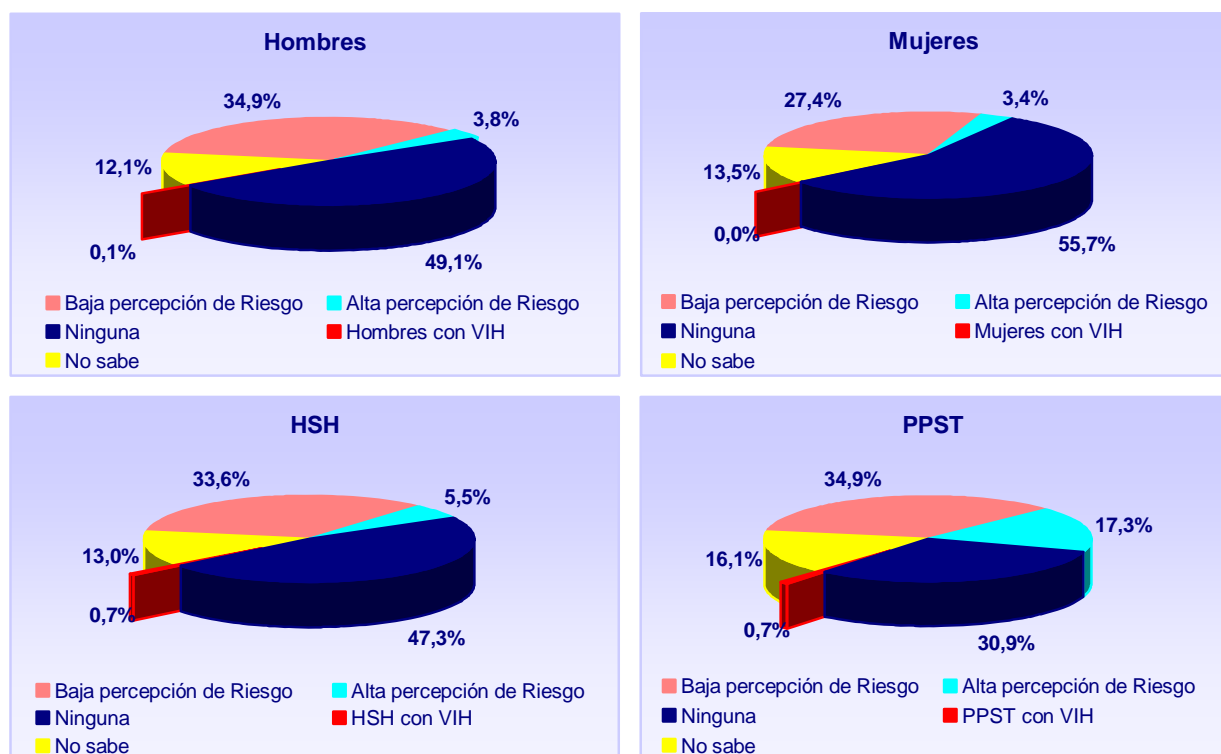 Hombres
34,9%
3,8%
12,1%
0,1%
49,1%
Baja percepción de Riesgo
Alta percepción de Riesgo
Ninguna
Hombres con VIH
No sabe
Mujeres
27,4%
3,4%
13,5%
0,0%
55,7%
Baja percepción de Riesgo
Alta percepción de Riesgo
Ninguna
Mujeres con VIH
No sabe
HSH
33,6%
5,5%
13,0%
0,7%
47,3%
Baja percepción de Riesgo
Alta percepción de Riesgo
Ninguna
HSH con VIH
No sabe
PPST
34,9%
17,3%
16,1%
0,7%
30,9%
Baja percepción de Riesgo
Alta percepción de Riesgo
Ninguna
PPST con VIH
No sabe